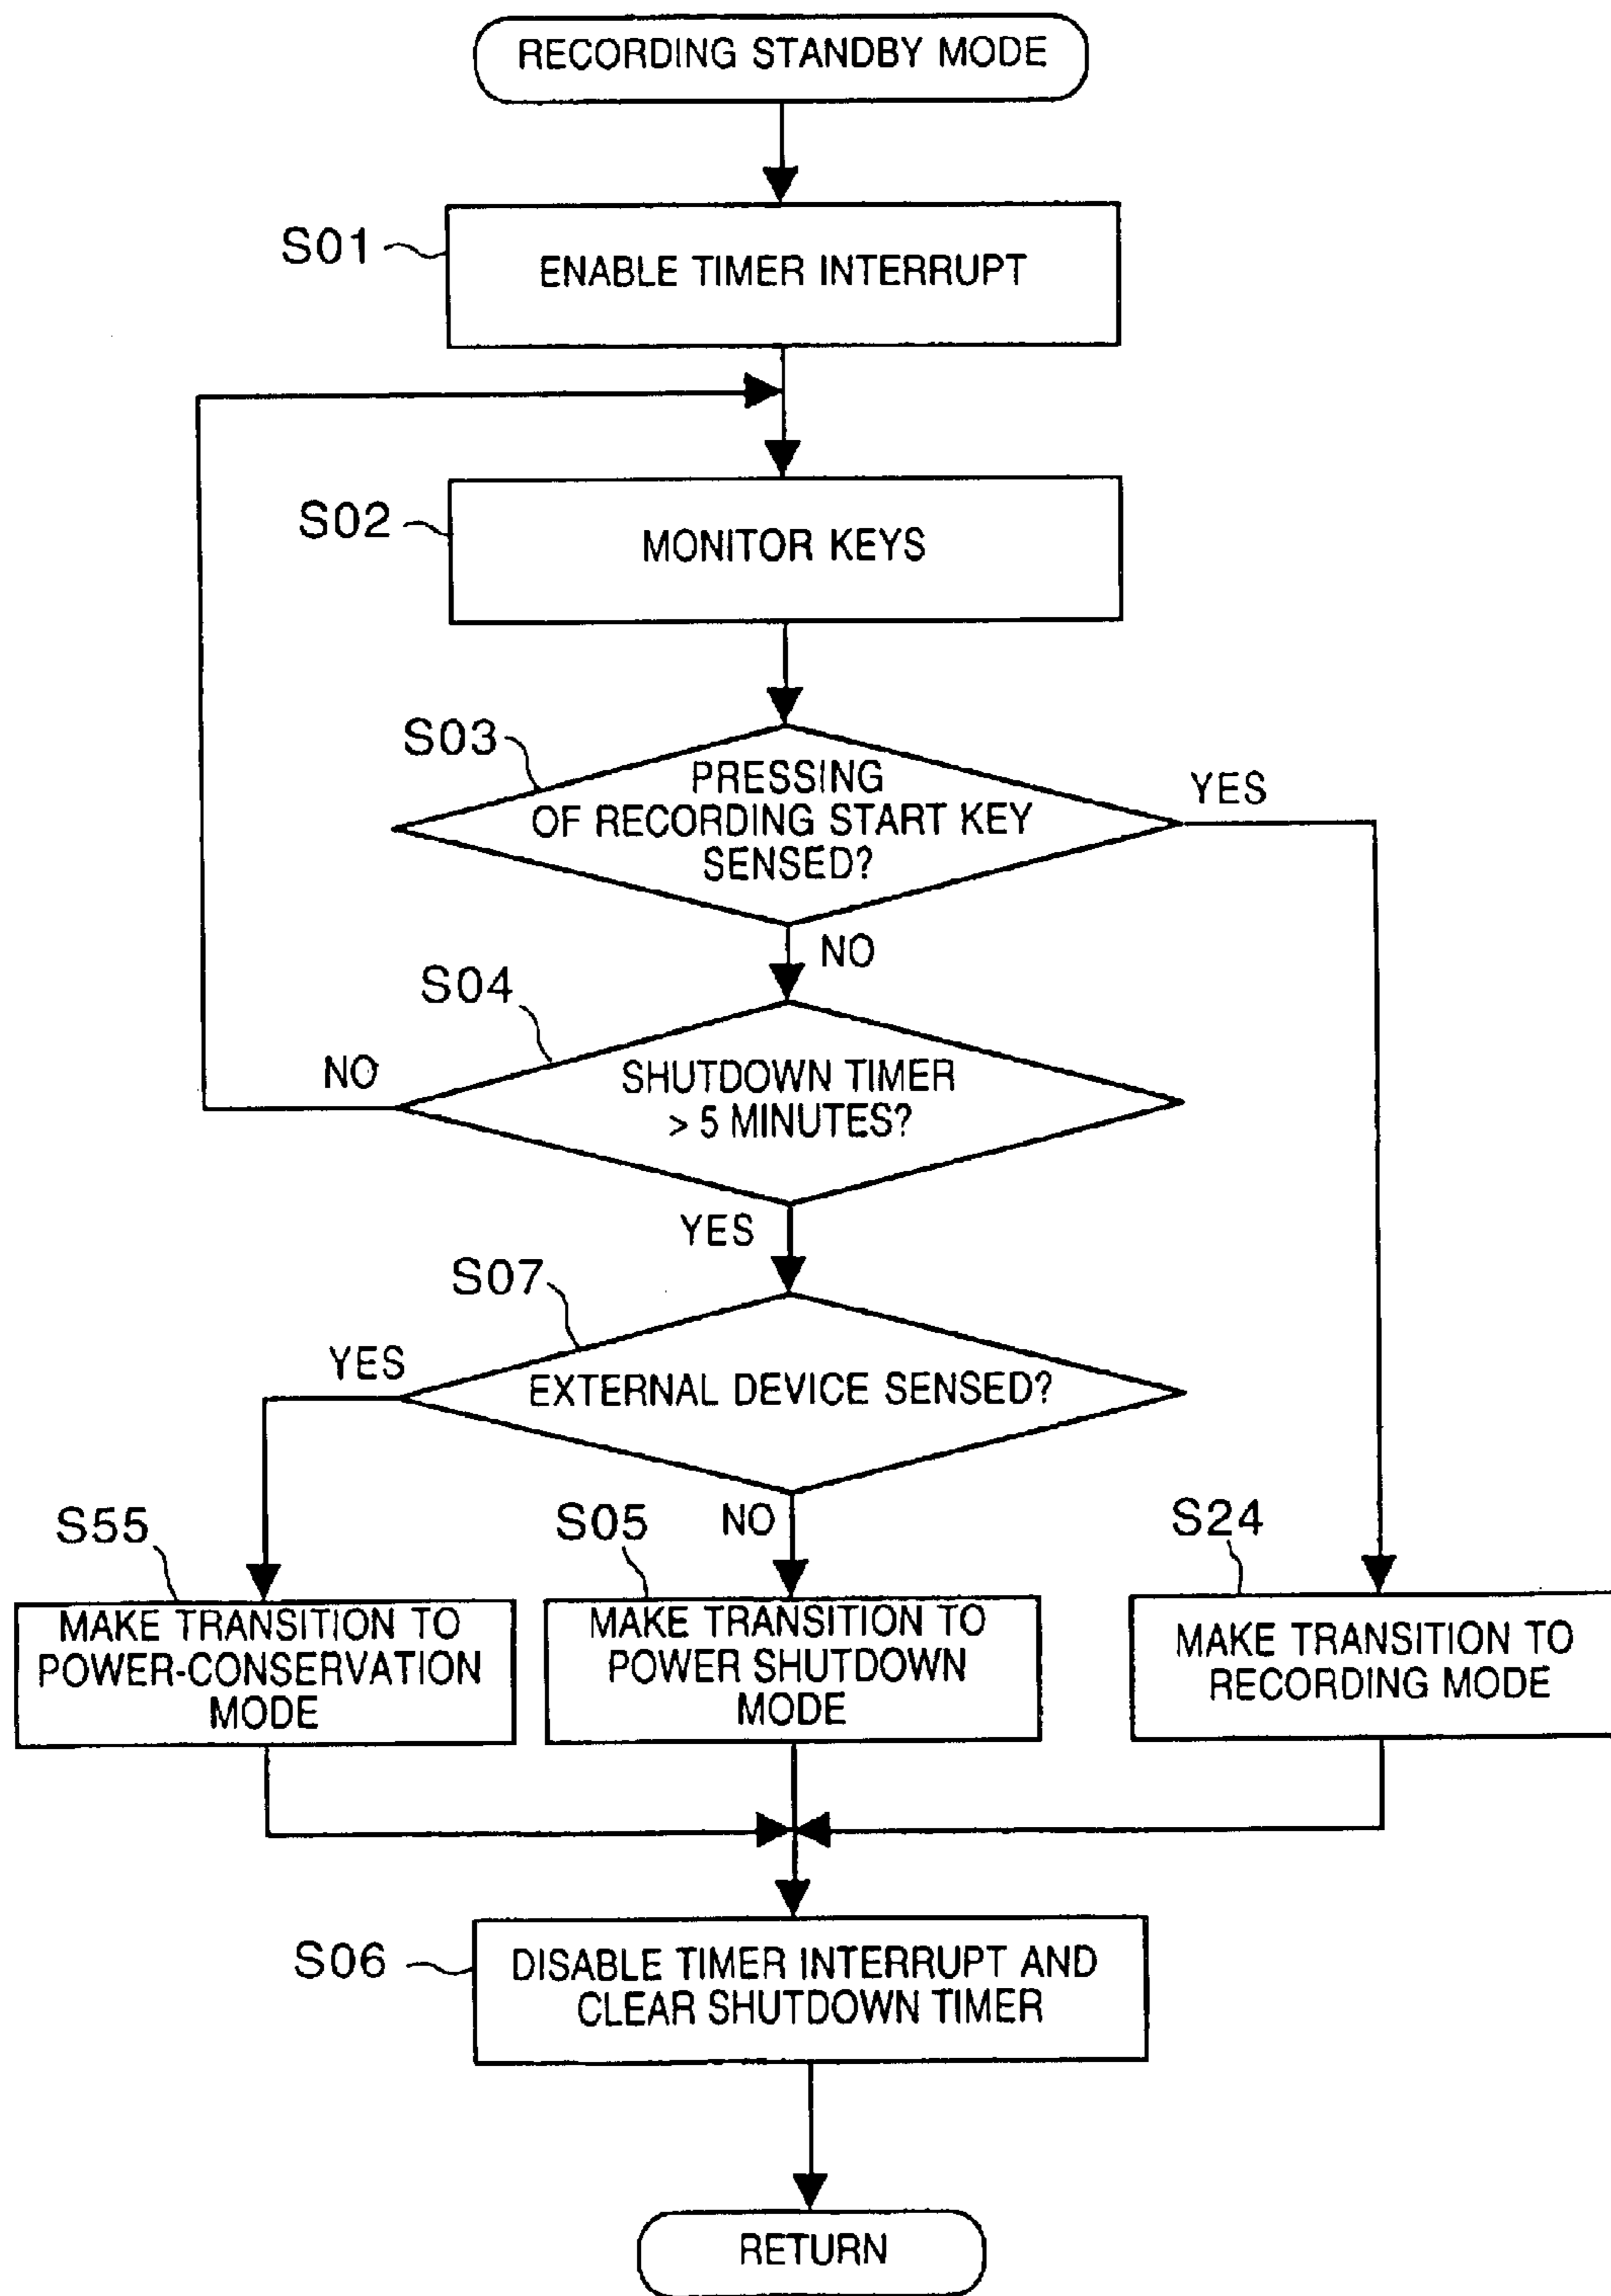 RECORDING STANDBY MODE
S01
ENABLE TIMER INTERRUPT
S02
MONITOR KEYS
S03
PRESSING
OF RECORDING START KEY
SENSED?
YES
NO
S04
SHUTDOWN TIMER
> 5 MINUTES?
NO
YES
S07
EXTERNAL DEVICE SENSED?
YES
NO
S55
MAKE TRANSITION TO
POWER-CONSERVATION
MODE
S05
MAKE TRANSITION TO
POWER SHUTDOWN
MODE
S24
MAKE TRANSITION TO
RECORDING MODE
S06
DISABLE TIMER INTERRUPT AND
CLEAR SHUTDOWN TIMER
RETURN